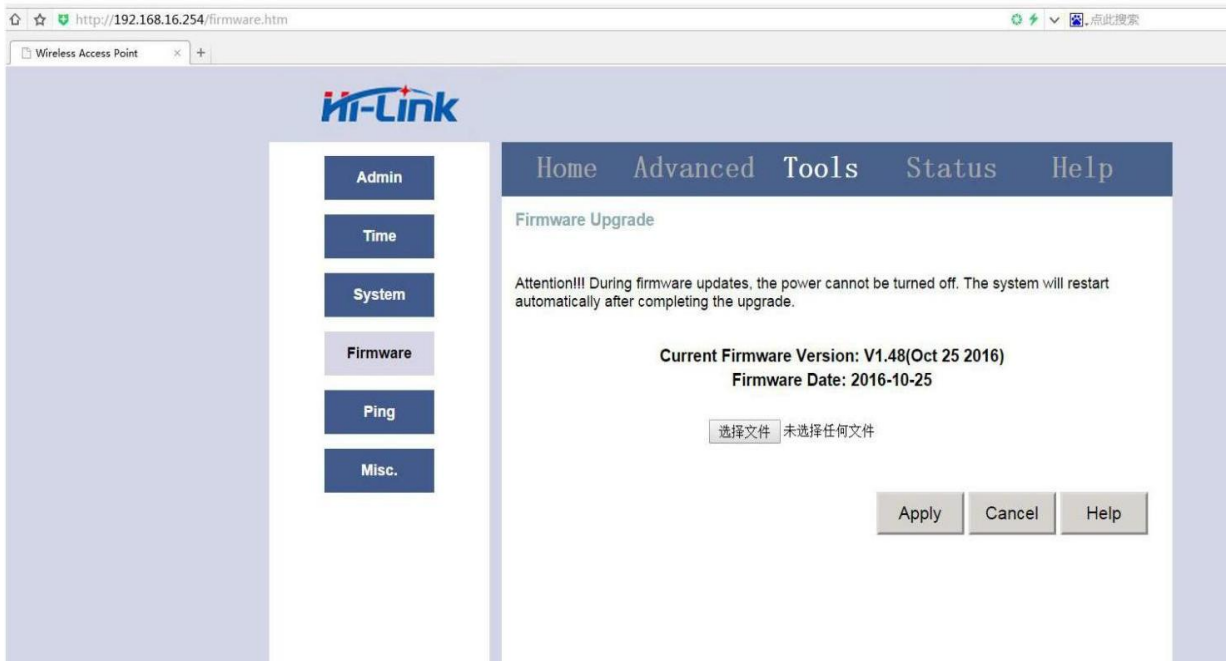 http://192.168.16.254/firmware.htm
点此搜索
Wireless Access Point × +
Hi-Link
Home Advanced Tools Status Help
Admin
Time
System
Firmware
Ping
Misc.
Firmware Upgrade
Attention!!! During firmware updates, the power cannot be turned off. The system will restart
automatically after completing the upgrade.
Current Firmware Version: V1.48(Oct 25 2016)
Firmware Date: 2016-10-25
选择文件 未选择任何文件
Apply Cancel Help